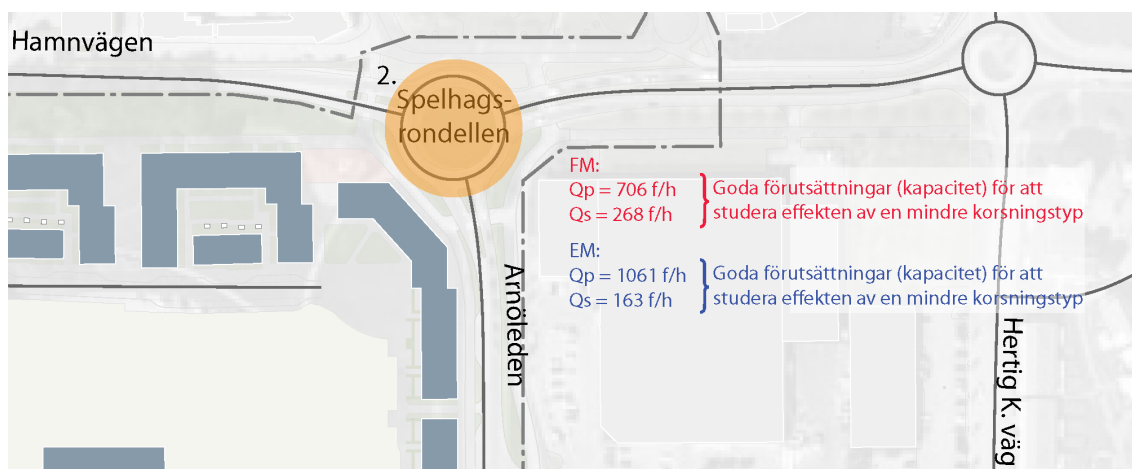 Hamnvägen
2.
Spelhags-
rondellen
FM:
Qp = 706 f/h
Qs = 268 f/h
Goda förutsättningar (kapacitet) för att
studera effekten av en mindre korsningstyp
EM:
Qp = 1061 f/h
Qs = 163 f/h
Goda förutsättningar (kapacitet) för att
studera effekten av en mindre korsningstyp
Arnöleden
Hertig K. väg